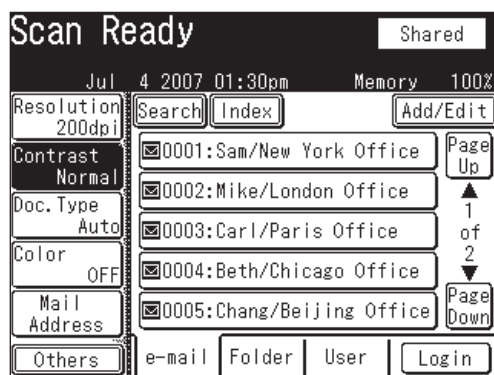 Scan Ready
Shared
Jul 4 2007 01:30pm Memory 100%
Resolution
200dpi
Search Index Add/Edit
Contrast
Normal
Doc.Type
Auto
Color
OFF
Mail
Address
Others
0001:Sam/New York Office
0002:Mike/London Office
0003:Carl/Paris Office
0004:Beth/Chicago Office
0005:Chang/Beijing Office
Page
Up
1
of
2
Page
Down
e-mail Folder User Login